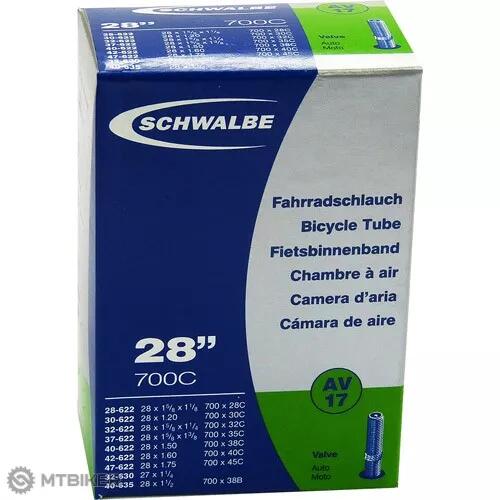 28"
700C
AV
17
Valve
Auto
Moto
SCHWALBE
Fahrradschlauch
Bicycle Tube
Fietsbinnenband
Chambre à air
Camera d'aria
Cámara de aire
28"
700C
28-622 28 x 1 5/8 x 1 1/8 700 x 28C
30-622 28 x 1.20 700 x 30C
32-622 28 x 1 5/8 x 1 1/4 700 x 32C
37-622 28 x 1 5/8 x 1 3/8 700 x 35C
40-622 28 x 1.50 700 x 38C
42-622 28 x 1.60 700 x 40C
47-622 28 x 1.75 700 x 45C
32-630 27 x 1 1/4
40-635 28 x 1 1/2 700 x 38B
AV
17
Valve
Auto
Moto
MTBIKER